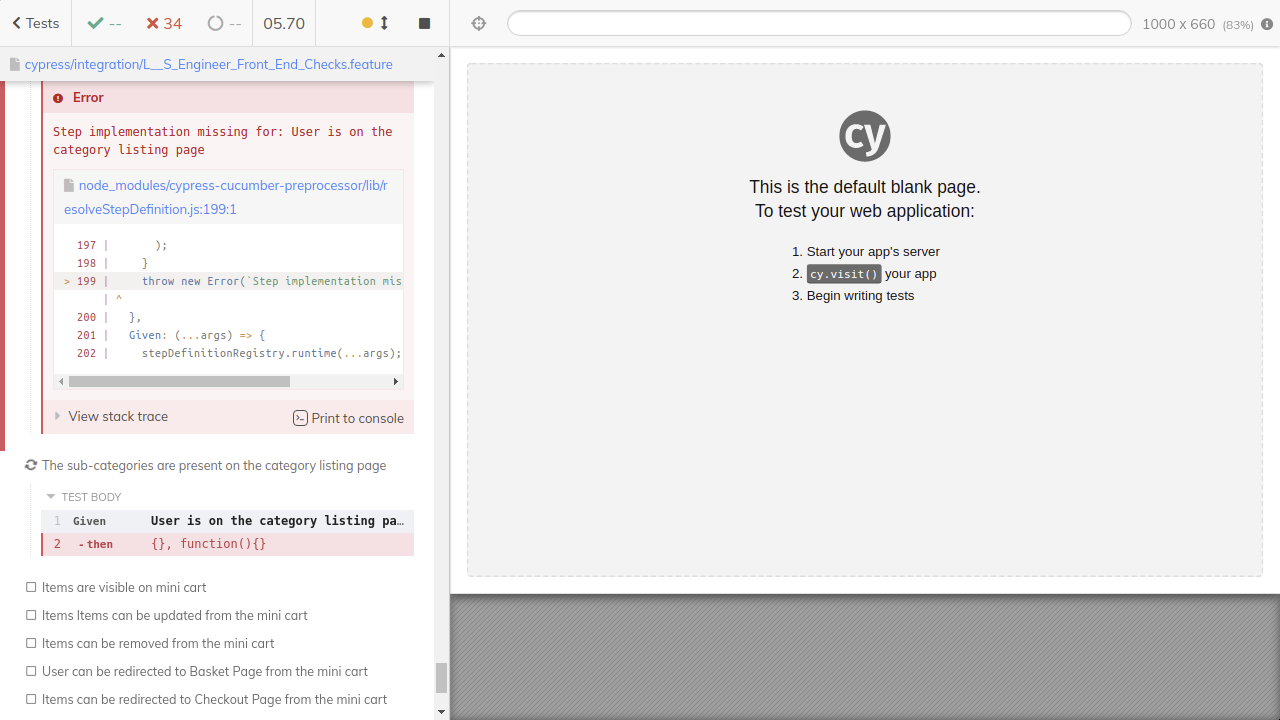 Tests
--
34
--
05.70
1000 x 660 (83%)
cypress/integration/L__S_Engineer_Front_End_Checks.feature
Error
Step implementation missing for: User is on the
category listing page
node_modules/cypress-cucumber-preprocessor/lib/r
esolveStepDefinition.js:199:1
197 |       );
198 |     }
> 199 |     throw new Error(`Step implementation mis
| ^
200 |   },
201 |   Given: (...args) => {
202 |     stepDefinitionRegistry.runtime(...args);
View stack trace
Print to console
The sub-categories are present on the category listing page
TEST BODY
1 Given User is on the category listing pa…
2 -then {}, function(){}
Items are visible on mini cart
Items Items can be updated from the mini cart
Items can be removed from the mini cart
User can be redirected to Basket Page from the mini cart
Items can be redirected to Checkout Page from the mini cart
cy
This is the default blank page.
To test your web application:
1. Start your app's server
2. cy.visit() your app
3. Begin writing tests